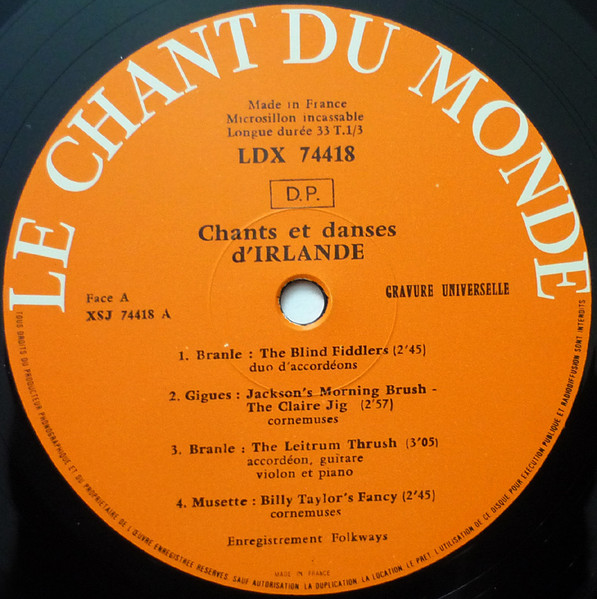 LE CHANT DU MONDE
Made in France
Microsillon incassable
Longue durée 33 T.1/3
LDX 74418
D.P.
Chants et danses
d'IRLANDE
Face A
XSJ 74418 A
GRAVURE UNIVERSELLE
1. Branle : The Blind Fiddlers (2'45)
duo d'accordéons
2. Gigues : Jackson's Morning Brush -
The Claire Jig (2'57)
cornemuses
3. Branle : The Leitrum Thrush (3'05)
accordéon, guitare
violon et piano
4. Musette : Billy Taylor's Fancy (2'45)
cornemuses
Enregistrement Folkways
MADE IN FRANCE
TOUS DROITS DU PRODUCTEUR PHONOGRAPHIQUE ET DU PROPRIÉTAIRE DE L'ŒUVRE ENREGISTRÉE RÉSERVÉS. SAUF AUTORISATION LA DUPLICATION, LA LOCATION, LE PRÊT, L'UTILISATION DE CE DISQUE POUR EXÉCUTION PUBLIQUE ET RADIODIFFUSION SONT INTERDITS